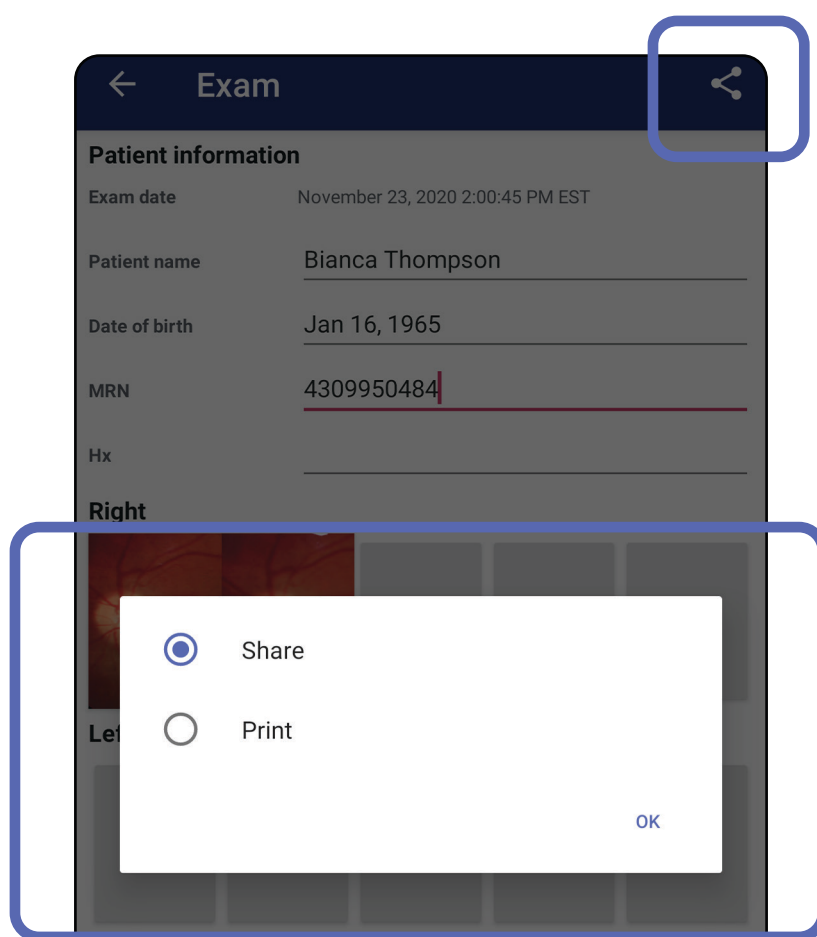 Exam
Patient information
Exam date November 23, 2020 2:00:45 PM EST
Patient name Bianca Thompson
Date of birth Jan 16, 1965
MRN 4309950484
Hx
Right
Share
Print
OK